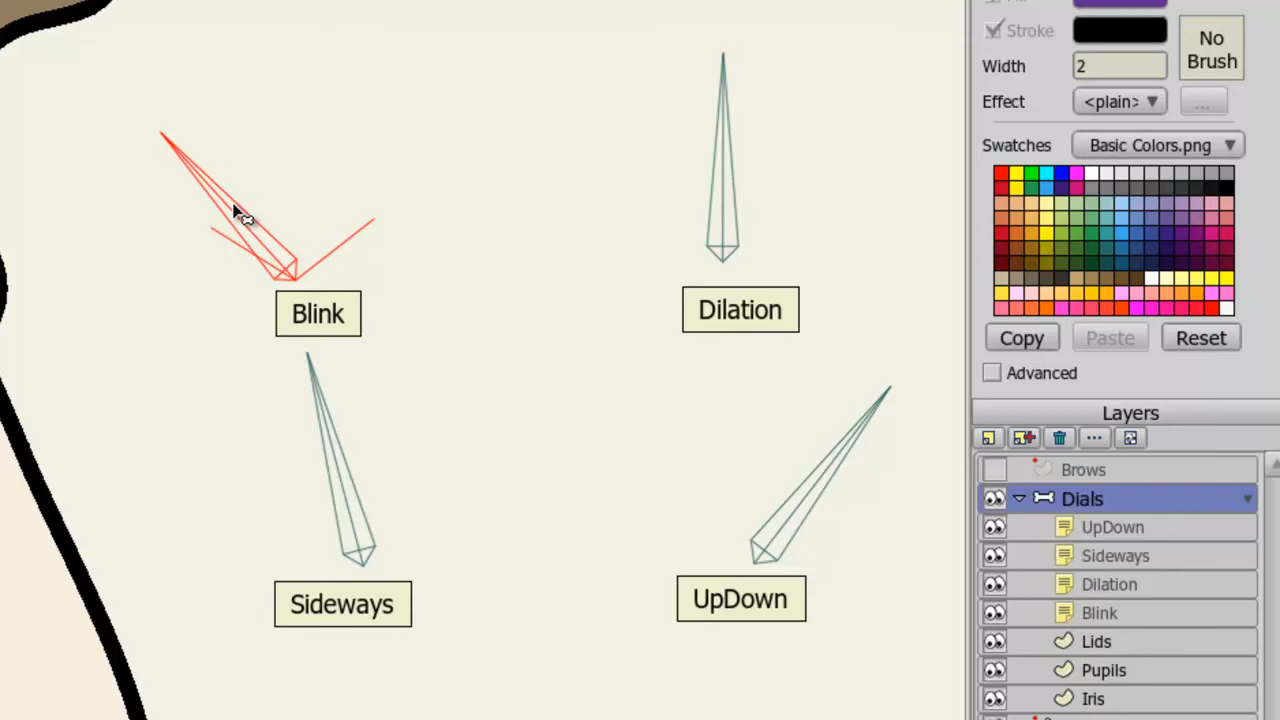 Stroke
No
Brush
Width
2
Effect
<plain>
...
Swatches
Basic Colors.png
Copy
Paste
Reset
Advanced
Layers
Brows
Dials
UpDown
Sideways
Dilation
Blink
Lids
Pupils
Iris
Blink
Dilation
Sideways
UpDown